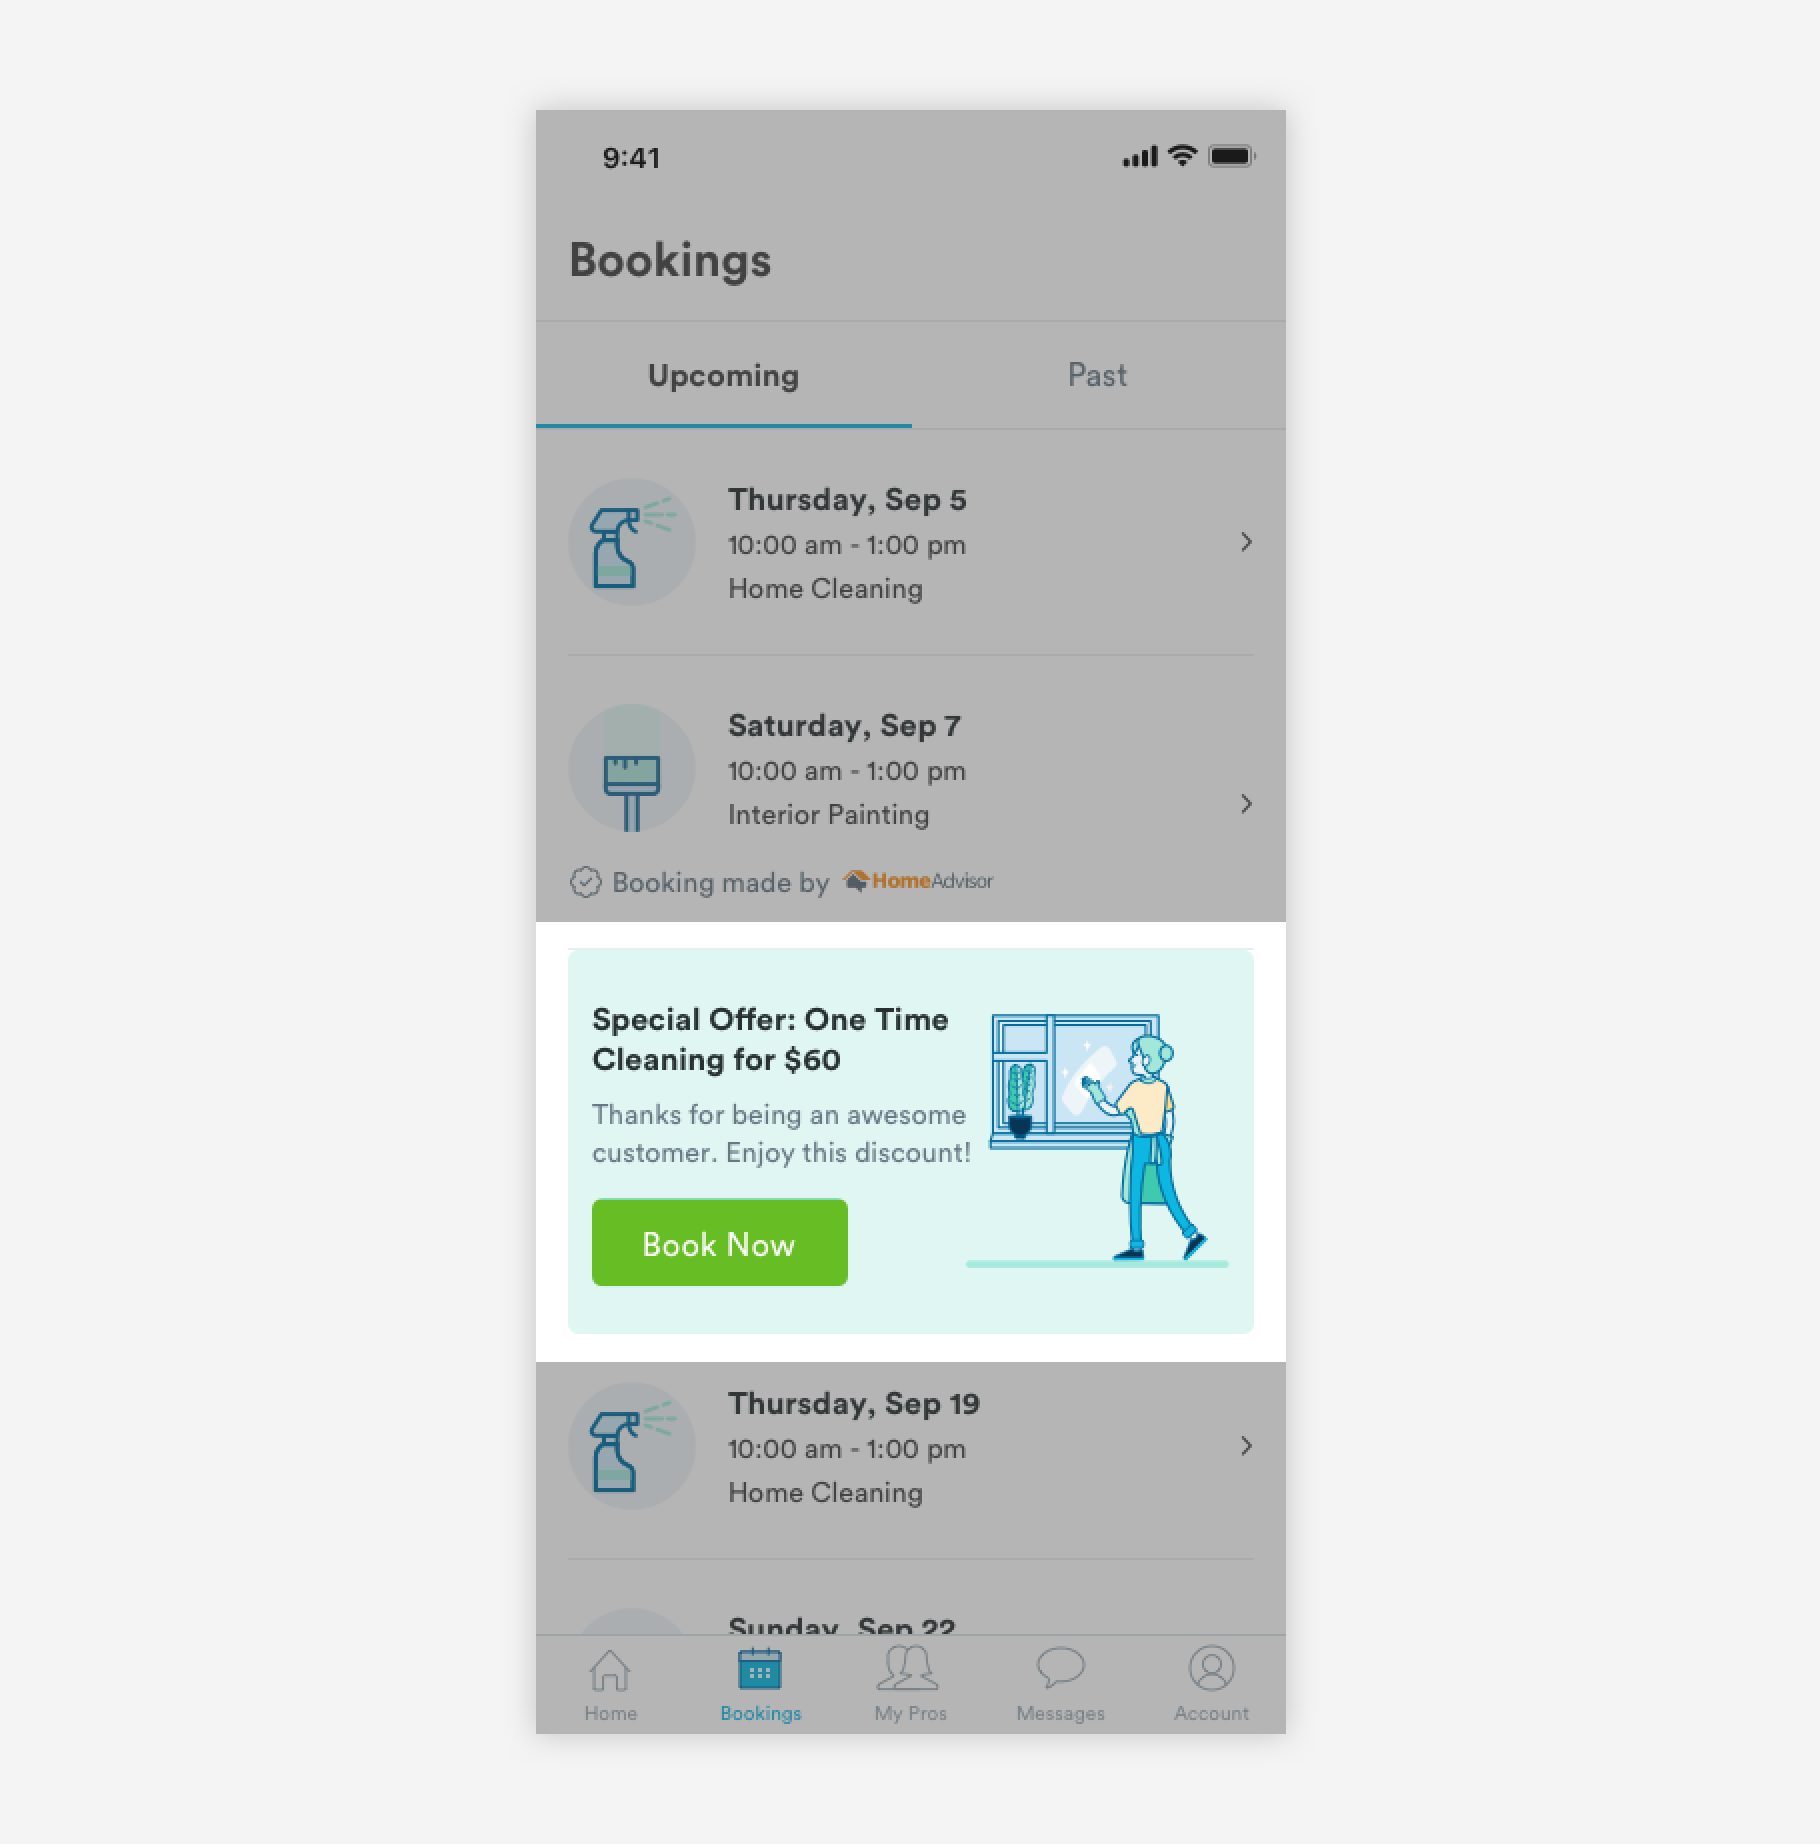 9:41
Bookings
Upcoming
Past
Thursday, Sep 5
10:00 am - 1:00 pm
Home Cleaning
Saturday, Sep 7
10:00 am - 1:00 pm
Interior Painting
Booking made by HomeAdvisor
Special Offer: One Time
Cleaning for $60
Thanks for being an awesome
customer. Enjoy this discount!
Book Now
Thursday, Sep 19
10:00 am - 1:00 pm
Home Cleaning
Sunday, Sep 22
Home
Bookings
My Pros
Messages
Account